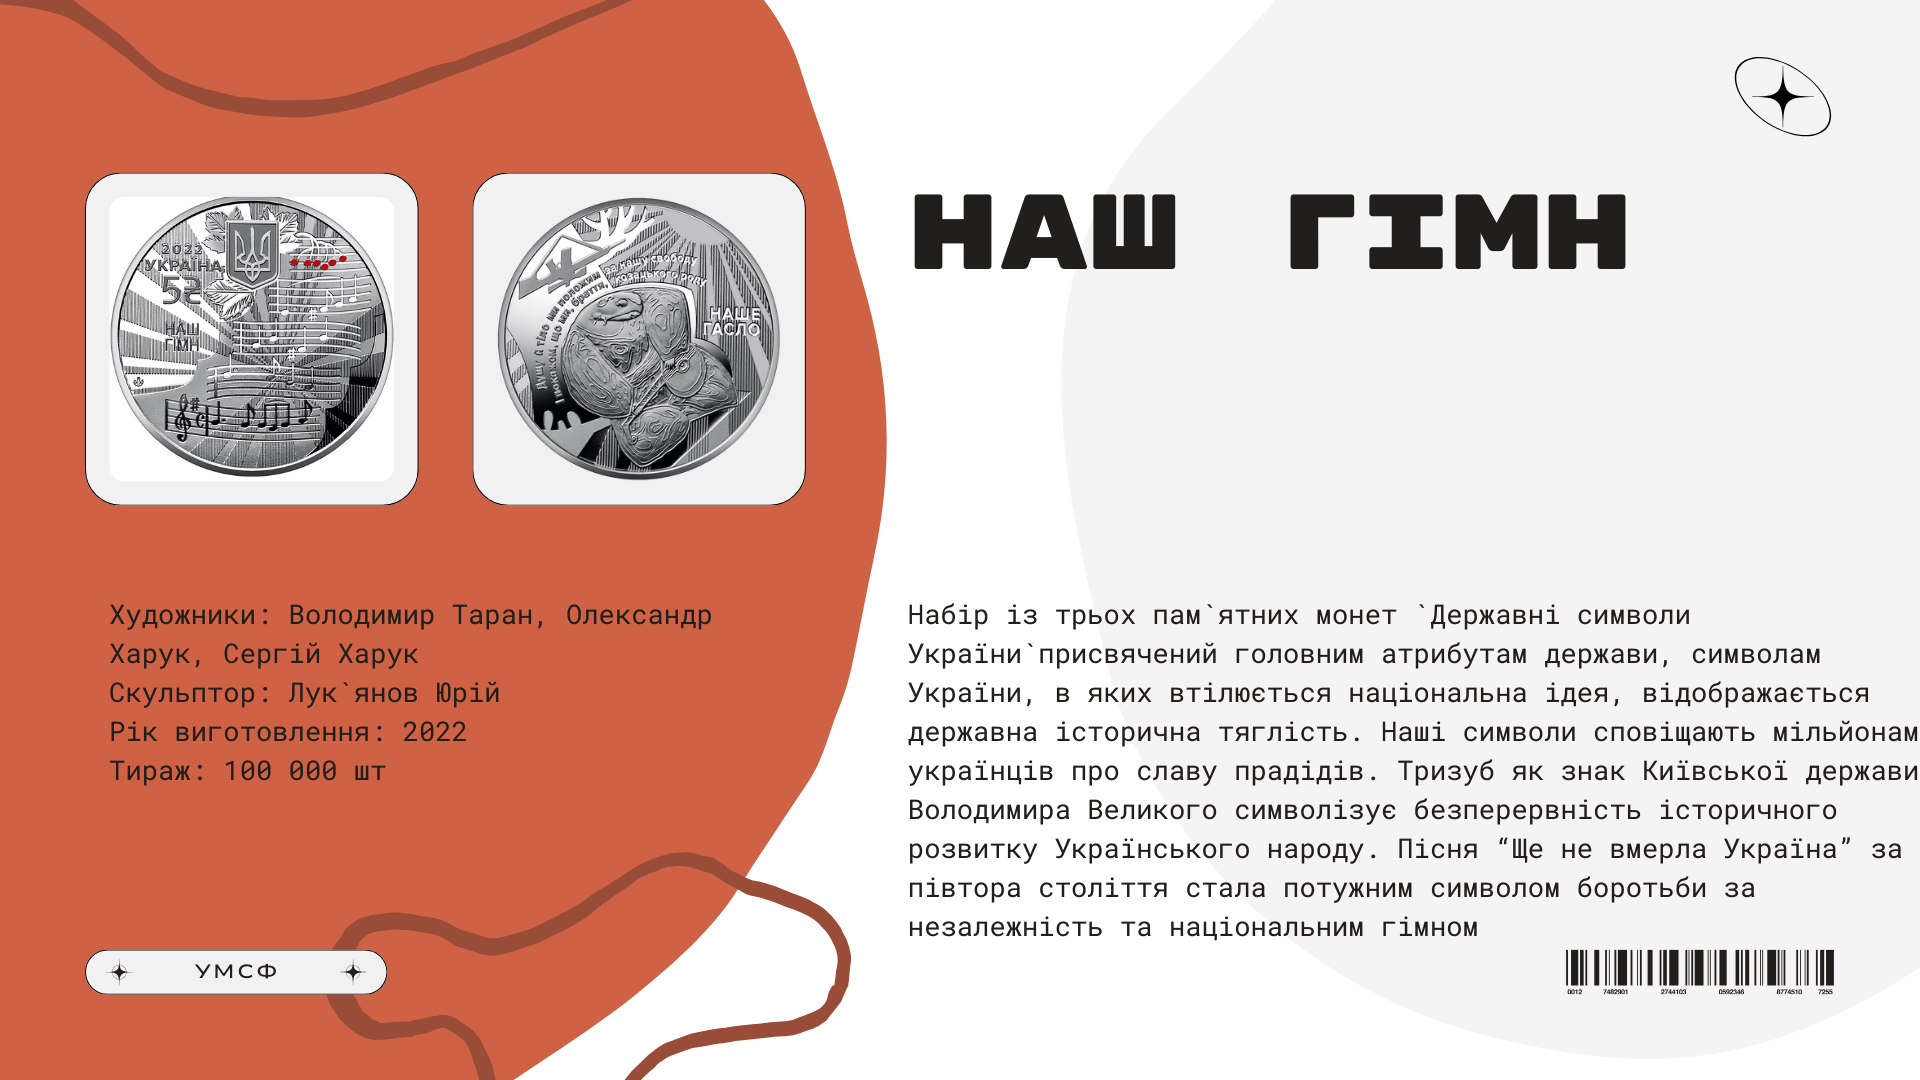 НАШ ГІМН
2022
УКРАЇНА
5₴
НАШ
ГІМН
Душу й тіло ми положим за нашу свободу
І покажем, що ми, браття, козацького роду
НАШЕ
ГАСЛО
Художники: Володимир Таран, Олександр
Харук, Сергій Харук
Скульптор: Лук`янов Юрій
Рік виготовлення: 2022
Тираж: 100 000 шт
Набір із трьох пам`ятних монет `Державні символи
України`присвячений головним атрибутам держави, символам
України, в яких втілюється національна ідея, відображається
державна історична тяглість. Наші символи сповіщають мільйонам
українців про славу прадідів. Тризуб як знак Київської держави
Володимира Великого символізує безперервність історичного
розвитку Українського народу. Пісня “Ще не вмерла Україна” за
півтора століття стала потужним символом боротьби за
незалежність та національним гімном
УМСФ
0012 7482901 2744103 0592346 8774510 7255